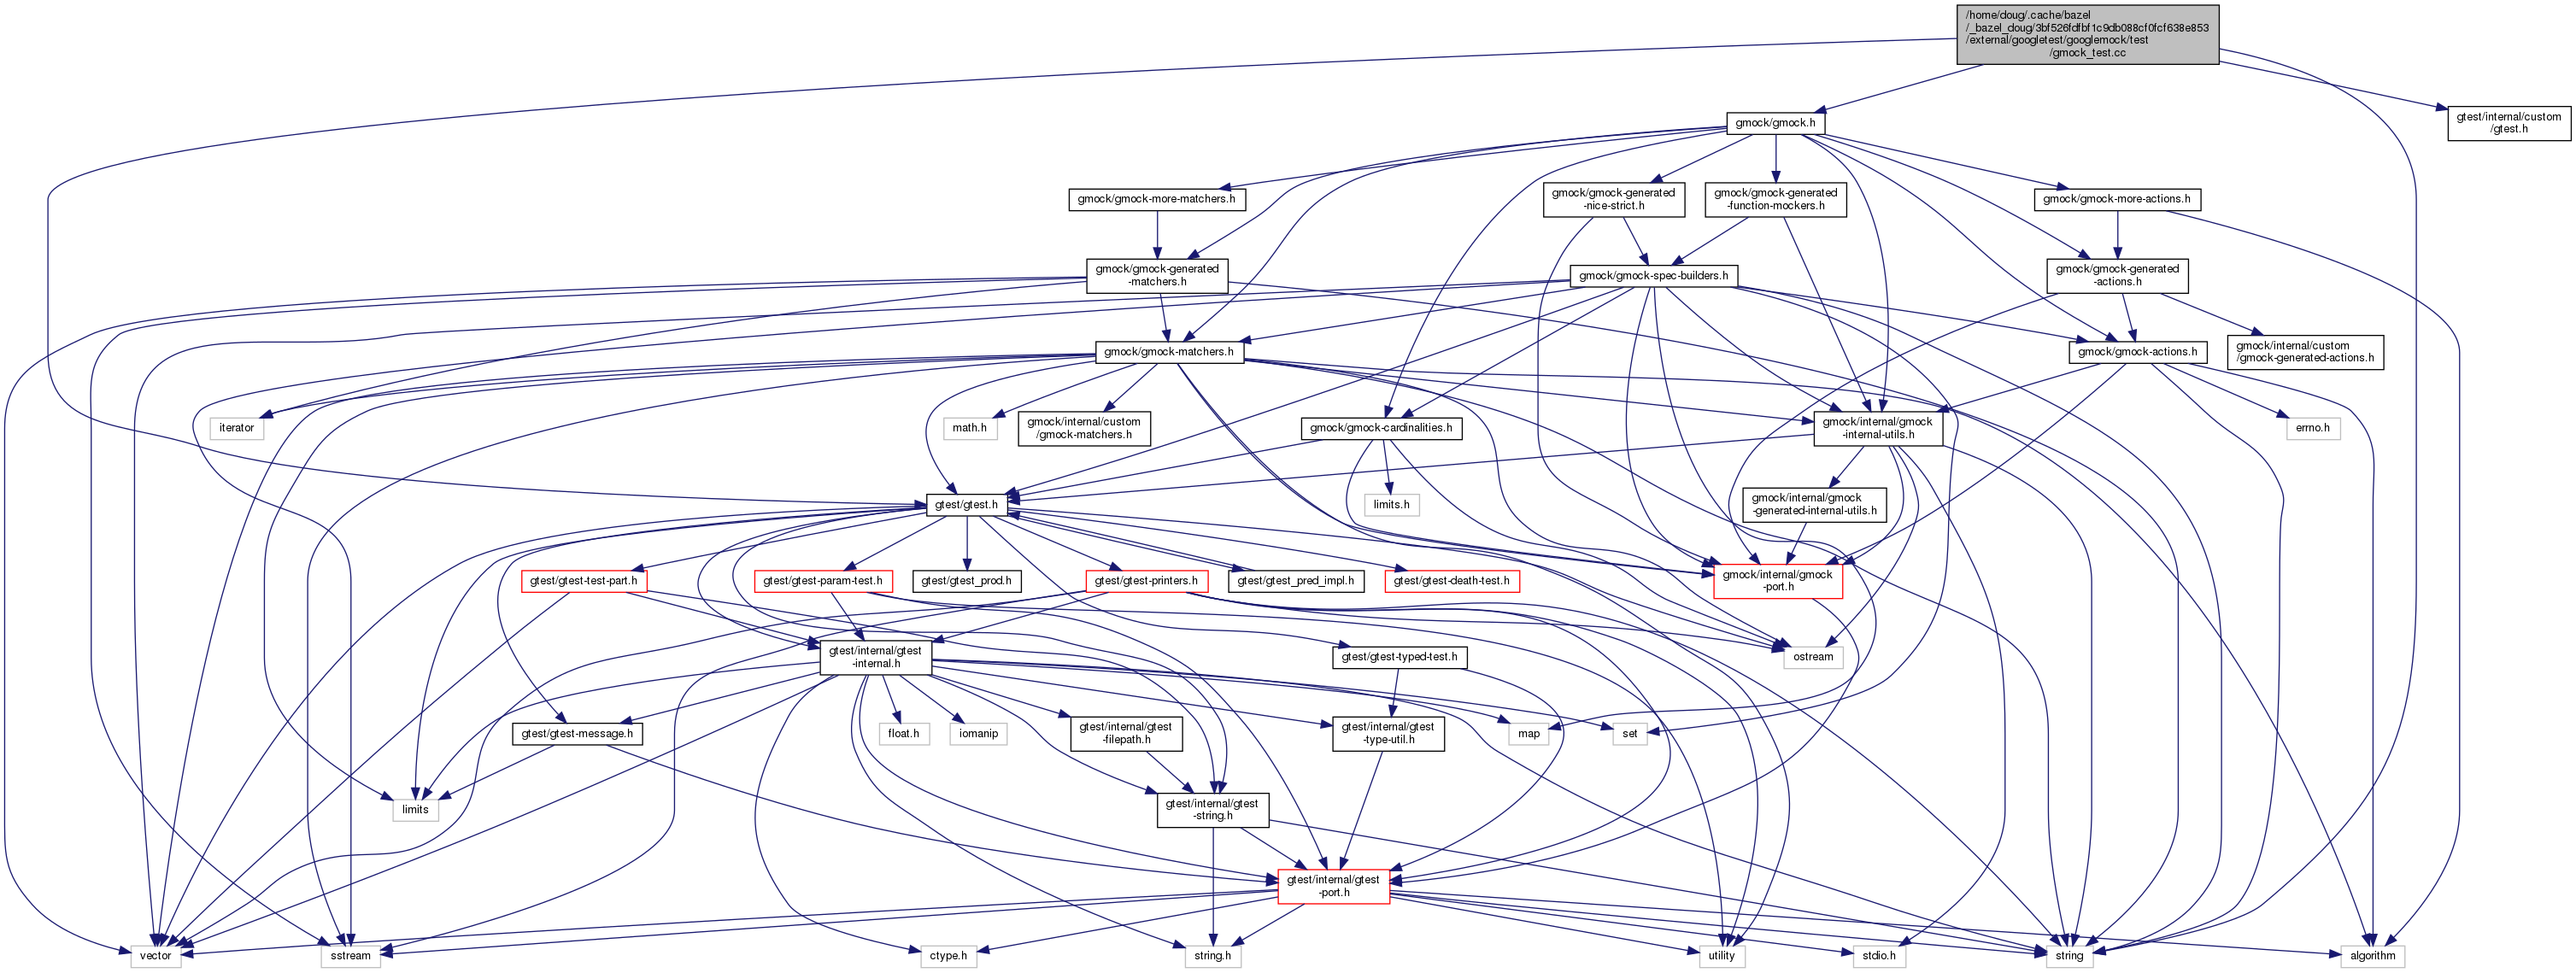 /home/doug/.cache/bazel
/_bazel_doug/3bf526fdfbf1c9db088cf0fcf638e853
/external/googletest/googlemock/test
/gmock_test.cc
gmock/gmock.h
gtest/internal/custom
/gtest.h
gmock/gmock-more-matchers.h
gmock/gmock-generated
-nice-strict.h
gmock/gmock-generated
-function-mockers.h
gmock/gmock-more-actions.h
gmock/gmock-generated
-matchers.h
gmock/gmock-spec-builders.h
gmock/gmock-generated
-actions.h
gmock/gmock-matchers.h
gmock/gmock-actions.h
gmock/internal/custom
/gmock-generated-actions.h
iterator
math.h
gmock/internal/custom
/gmock-matchers.h
gmock/gmock-cardinalities.h
gmock/internal/gmock
-internal-utils.h
errno.h
gtest/gtest.h
limits.h
gmock/internal/gmock
-generated-internal-utils.h
gtest/gtest-test-part.h
gtest/gtest-param-test.h
gtest/gtest_prod.h
gtest/gtest-printers.h
gtest/gtest_pred_impl.h
gtest/gtest-death-test.h
gmock/internal/gmock
-port.h
gtest/internal/gtest
-internal.h
gtest/gtest-typed-test.h
ostream
gtest/gtest-message.h
float.h
iomanip
gtest/internal/gtest
-filepath.h
gtest/internal/gtest
-type-util.h
map
set
limits
gtest/internal/gtest
-string.h
gtest/internal/gtest
-port.h
vector
sstream
ctype.h
string.h
utility
stdio.h
string
algorithm